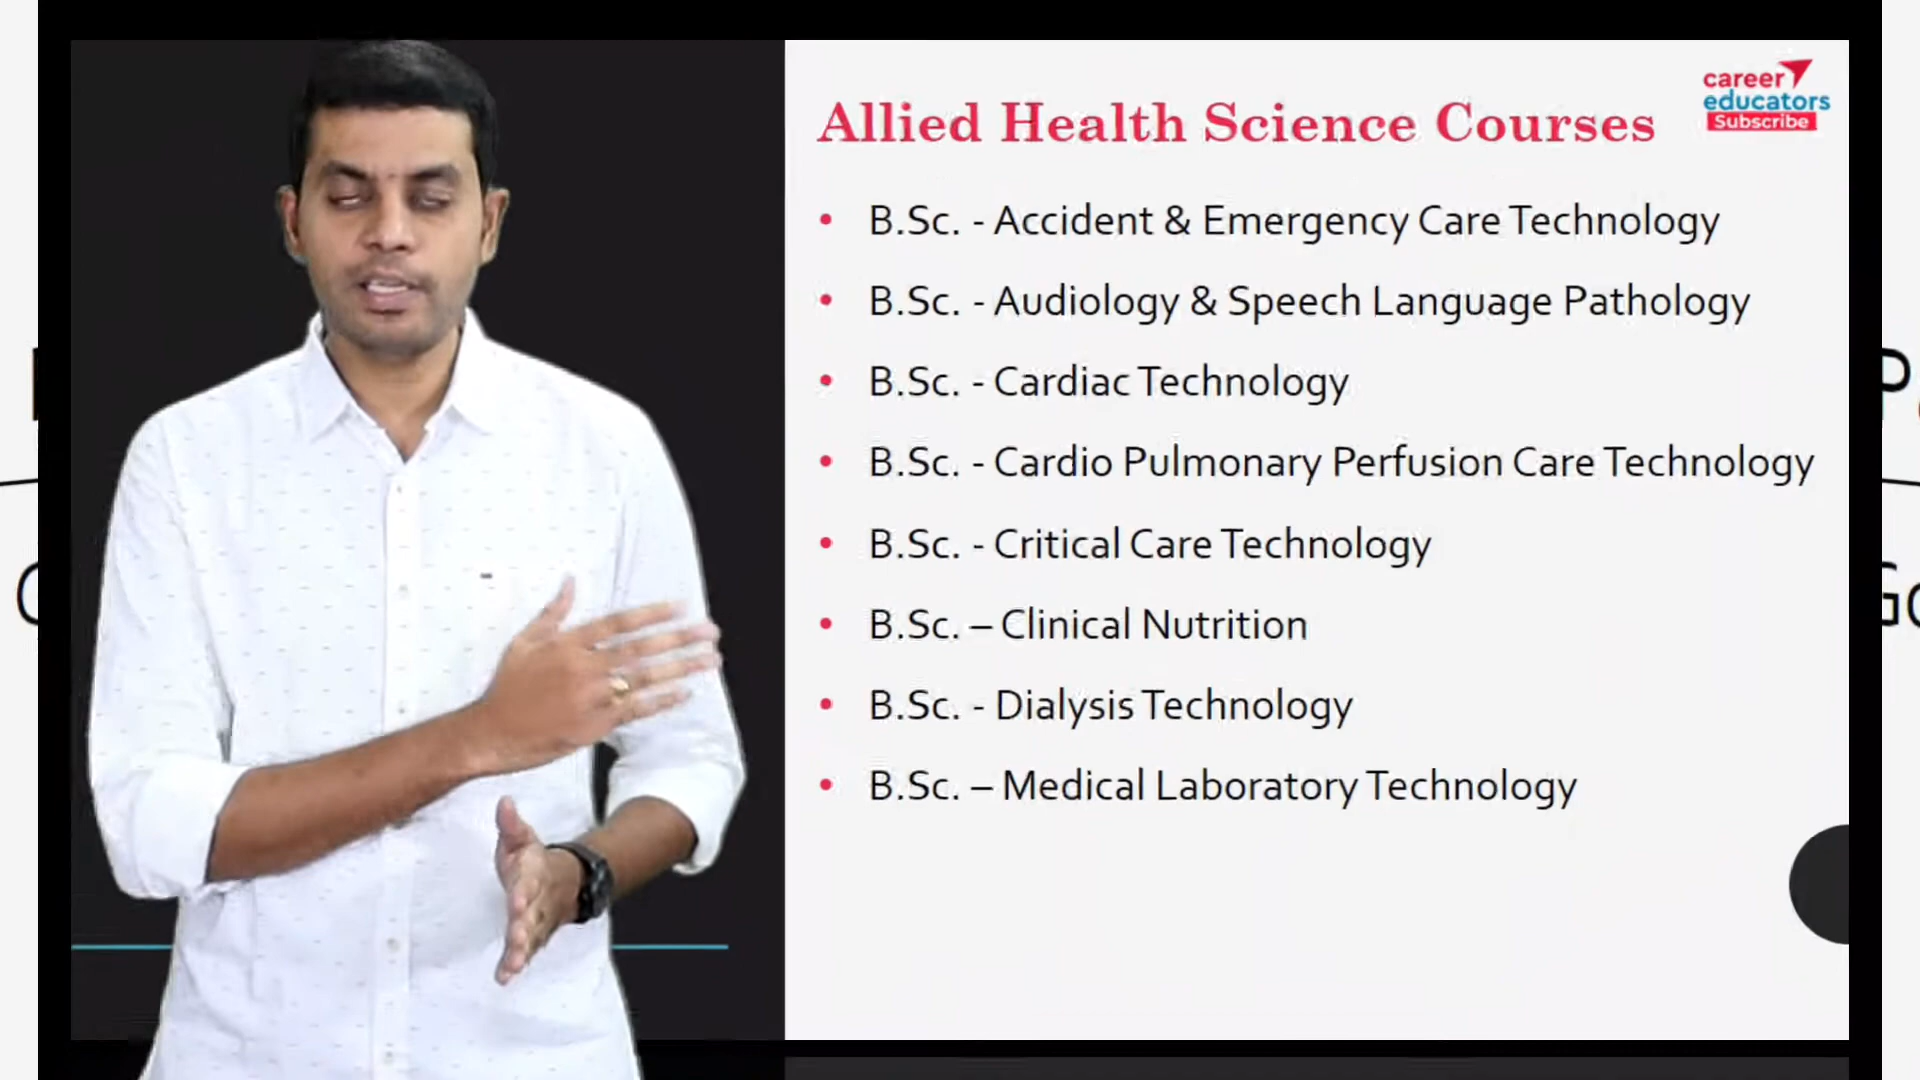 career
educators
Subscribe
Allied Health Science Courses
• B.Sc. - Accident & Emergency Care Technology
• B.Sc. - Audiology & Speech Language Pathology
• B.Sc. - Cardiac Technology
• B.Sc. - Cardio Pulmonary Perfusion Care Technology
• B.Sc. - Critical Care Technology
• B.Sc. – Clinical Nutrition
• B.Sc. - Dialysis Technology
• B.Sc. – Medical Laboratory Technology